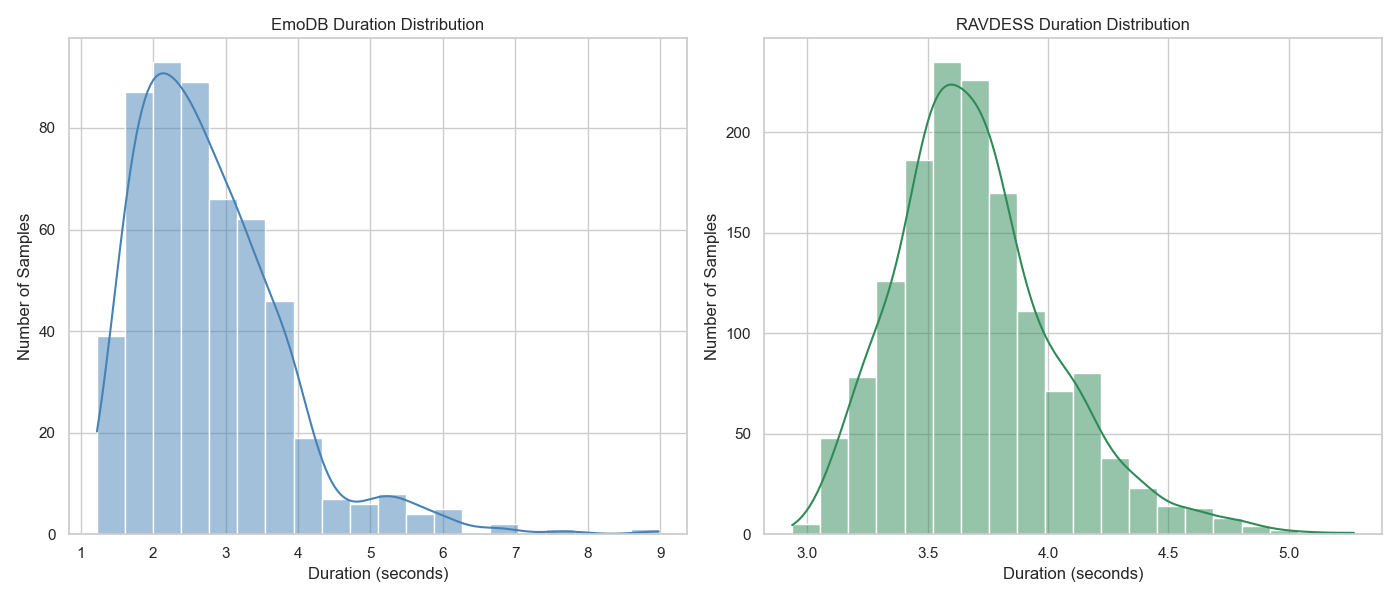 EmoDB Duration Distribution
Number of Samples
80
60
40
20
0
1 2 3 4 5 6 7 8 9
Duration (seconds)
RAVDESS Duration Distribution
Number of Samples
200
150
100
50
0
3.0 3.5 4.0 4.5 5.0
Duration (seconds)